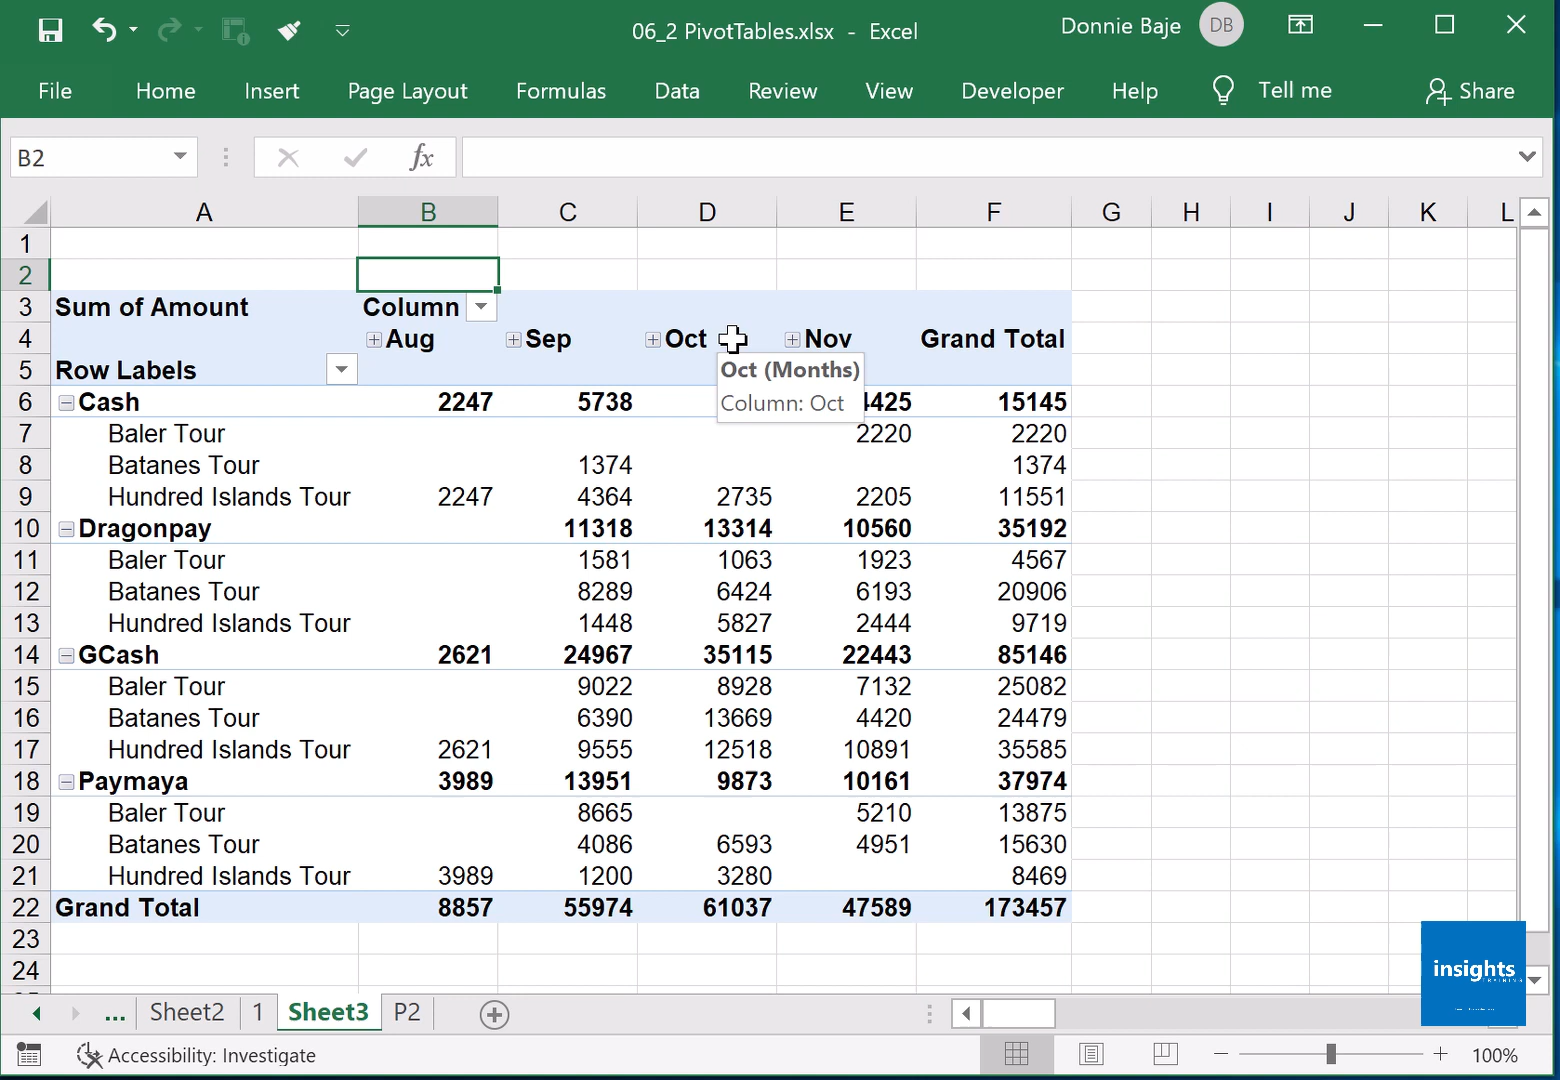 06_2 PivotTables.xlsx - Excel
Donnie Baje
DB
File Home Insert Page Layout Formulas Data Review View Developer Help Tell me Share
B2
fx
A B C D E F G H I J K L
1
2
3 Sum of Amount Column
4 Aug Sep Oct Nov Grand Total
5 Row Labels
Oct (Months)
Column: Oct
6 Cash 2247 5738 4425 15145
7 Baler Tour 2220 2220
8 Batanes Tour 1374 1374
9 Hundred Islands Tour 2247 4364 2735 2205 11551
10 Dragonpay 11318 13314 10560 35192
11 Baler Tour 1581 1063 1923 4567
12 Batanes Tour 8289 6424 6193 20906
13 Hundred Islands Tour 1448 5827 2444 9719
14 GCash 2621 24967 35115 22443 85146
15 Baler Tour 9022 8928 7132 25082
16 Batanes Tour 6390 13669 4420 24479
17 Hundred Islands Tour 2621 9555 12518 10891 35585
18 Paymaya 3989 13951 9873 10161 37974
19 Baler Tour 8665 5210 13875
20 Batanes Tour 4086 6593 4951 15630
21 Hundred Islands Tour 3989 1200 3280 8469
22 Grand Total 8857 55974 61037 47589 173457
23
24
insights
... Sheet2 1 Sheet3 P2
Accessibility: Investigate
100%